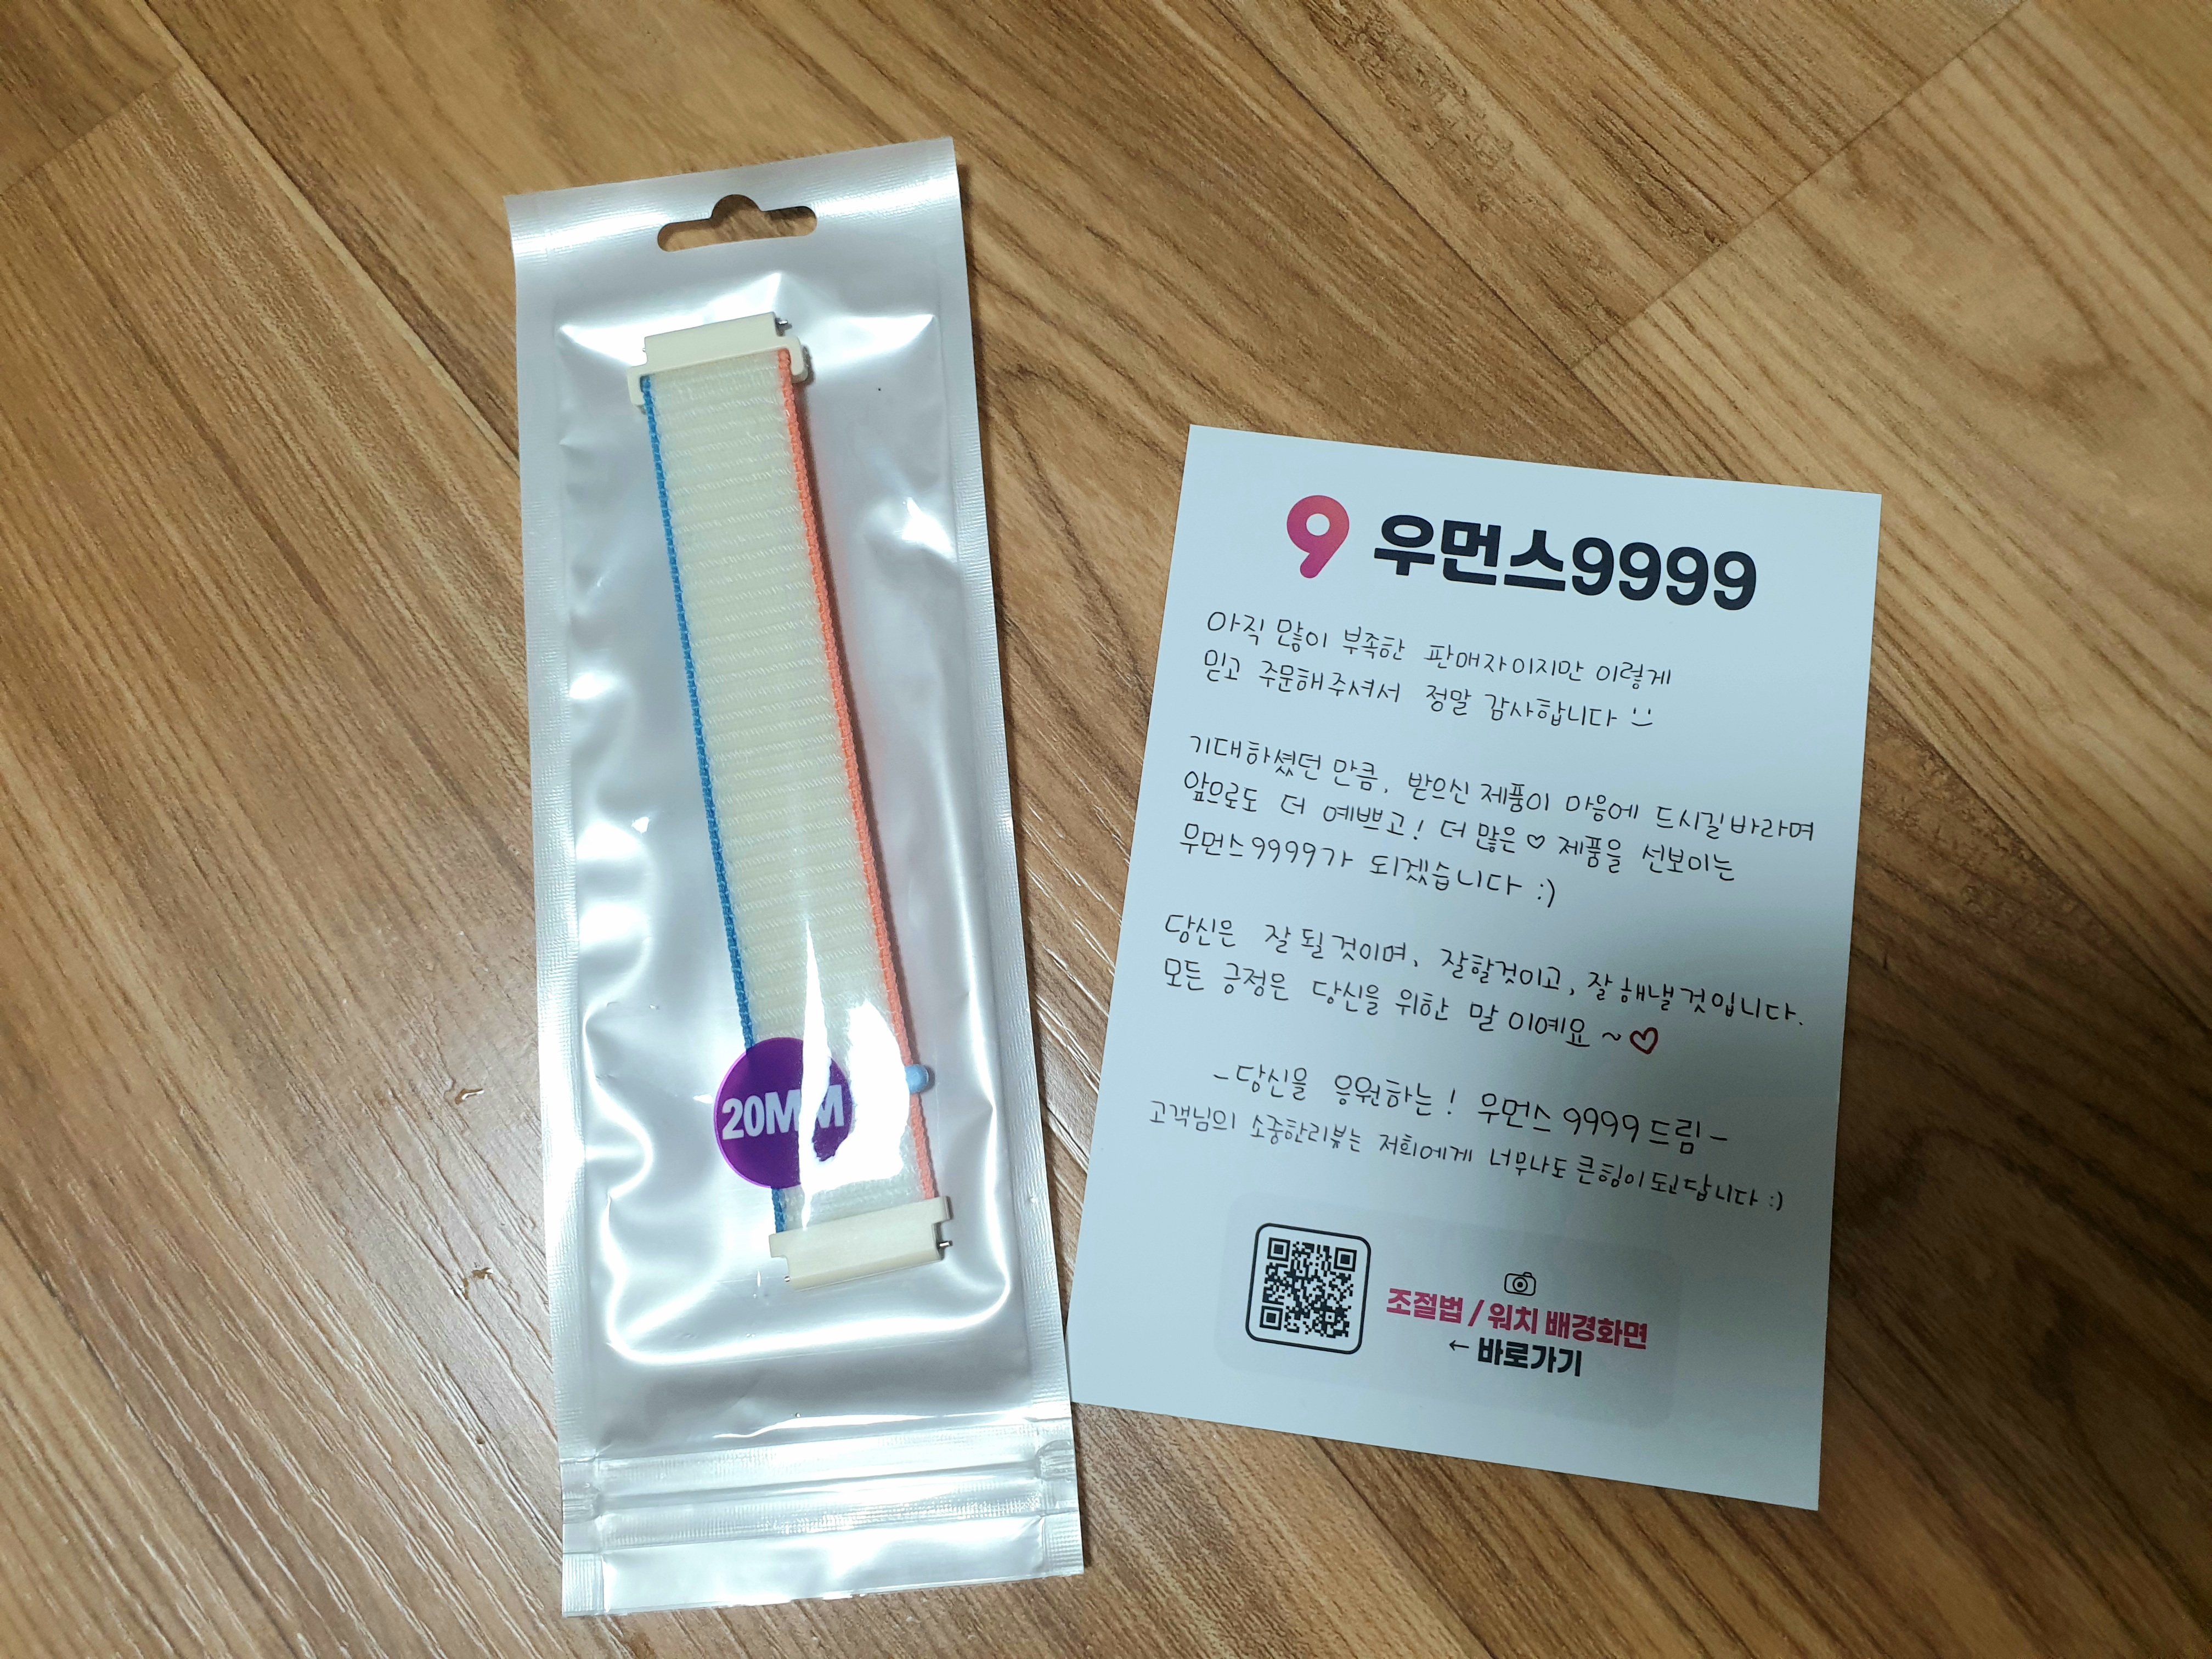 20MM
9 우먼스9999
아직 많이 부족한 판매자이지만 이렇게
믿고 주문해주셔서 정말 감사합니다
기대하셨던 만큼, 받으신 제품이 마음에 드시길바라며
앞으로도 더 예쁘고! 더 많은♡ 제품을 선보이는
우먼스9999가 되겠습니다 :)
당신은 잘 될것이며, 잘할것이고, 잘 해낼것입니다.
모든 긍정은 당신을 위한 말이예요 ~♡
-당신을 응원하는! 우먼스 9999드림-
고객님의 소중한리뷰는 저희에게 너무나도 큰힘이 된답니다 :)
조절법 / 워치 배경화면
← 바로가기